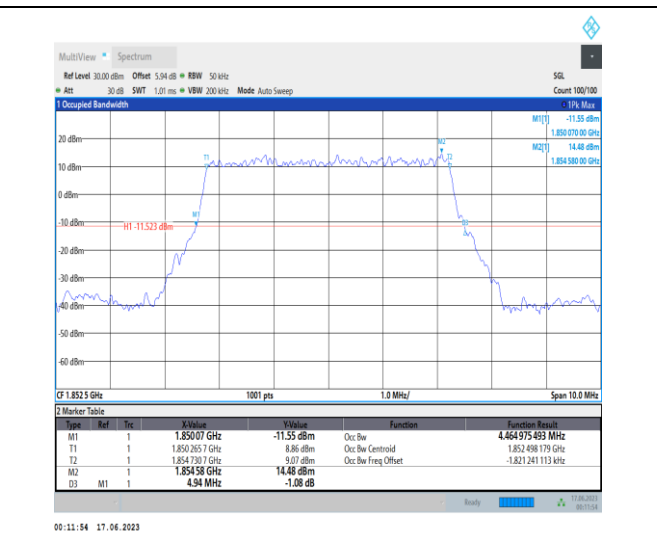 MultiView Spectrum
Ref Level 30.00 dBm Offset 5.94 dB RBW 50 kHz SGL
Att 30 dB SWT 1.01 ms VBW 200 kHz Mode Auto Sweep Count 100/100
1 Occupied Bandwidth 1Pk Max
M1[1] -11.55 dBm
1.850 070 00 GHz
M2[1] 14.48 dBm
1.854 580 00 GHz
20 dBm
M2
T1 T2
10 dBm
0 dBm
M1
-10 dBm
H1 -11.523 dBm
D3
-20 dBm
-30 dBm
-40 dBm
-50 dBm
-60 dBm
CF 1.852 5 GHz 1001 pts 1.0 MHz/ Span 10.0 MHz
2 Marker Table
Type Ref Trc X-Value Y-Value Function Function Result
M1 1 1.850 07 GHz -11.55 dBm Occ Bw 4.464 975 493 MHz
T1 1 1.850 265 7 GHz 8.86 dBm Occ Bw Centroid 1.852 498 179 GHz
T2 1 1.854 730 7 GHz 9.07 dBm Occ Bw Freq Offset -1.821 241 113 kHz
M2 1 1.854 58 GHz 14.48 dBm
D3 M1 1 4.94 MHz -1.08 dB
Ready 17.06.2023
00:11:54
00:11:54 17.06.2023